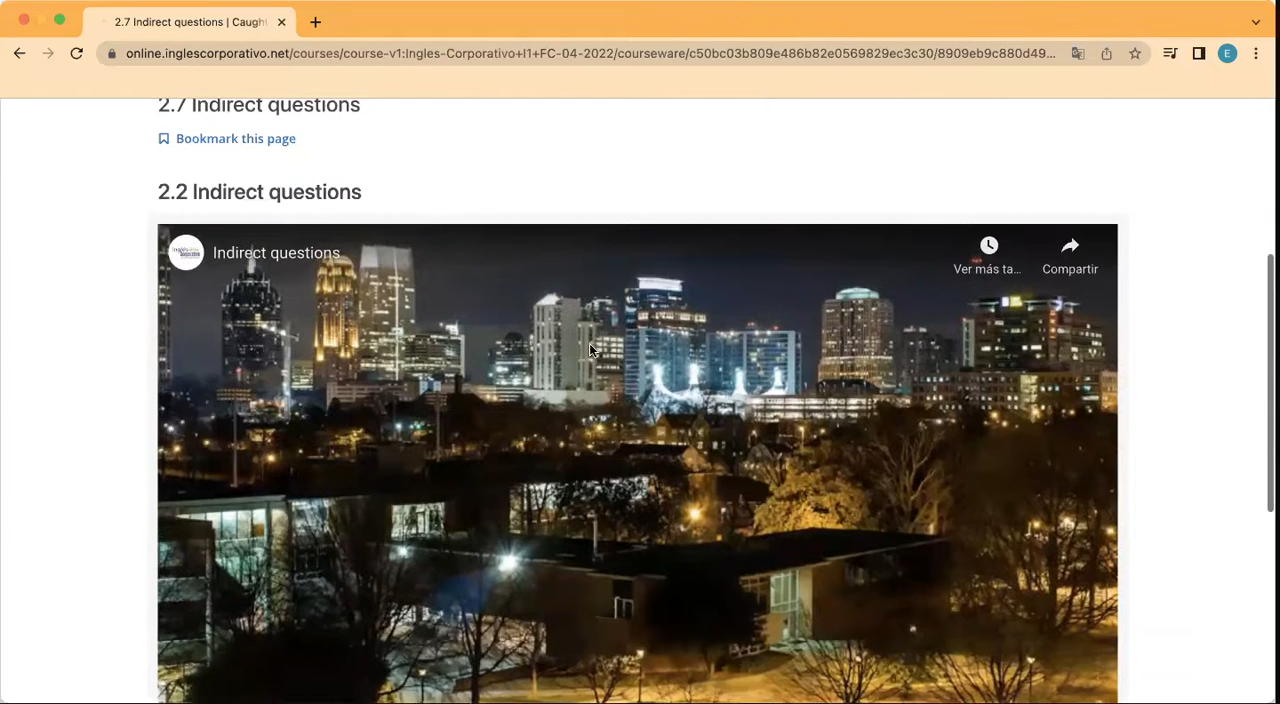 2.7 Indirect questions | Caught
online.inglescorporativo.net/courses/course-v1:Ingles-Corporativo+I1+FC-04-2022/courseware/c50bc03b809e486b82e0569829ec3c30/8909eb9c880d49...
E
2.7 Indirect questions
Bookmark this page
2.2 Indirect questions
Indirect questions
Ver más ta...
Compartir